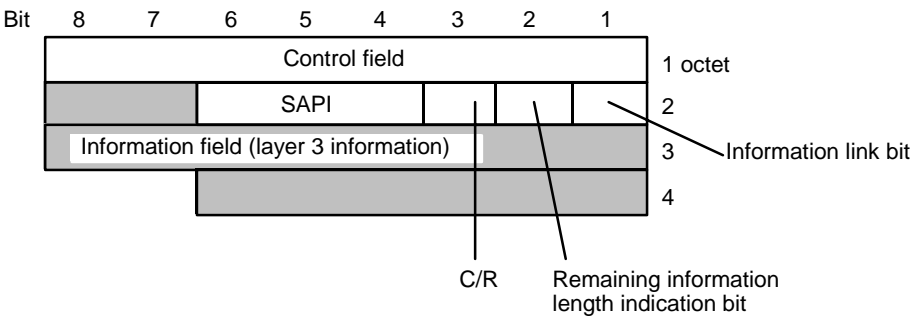 Bit 8 7 6 5 4 3 2 1
Control field 1 octet
SAPI 2
Information field (layer 3 information) 3 Information link bit
4
C/R Remaining information
length indication bit